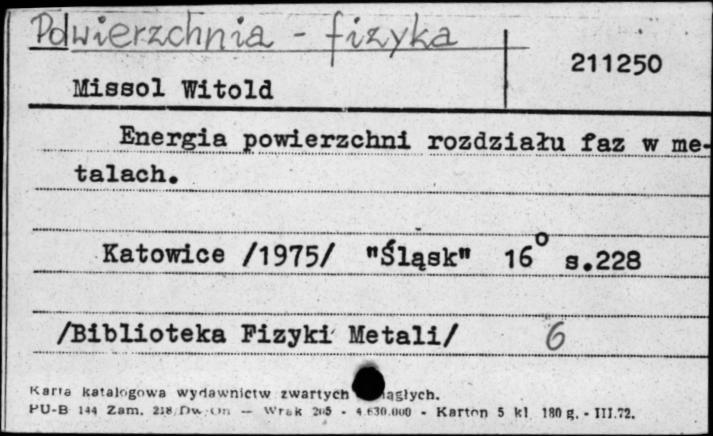 Powierzchnia - fizyka
211250
Missol Witold
Energia powierzchni rozdziału faz w me-
talach.
Katowice /1975/ "Śląsk" 16° s.228
/Biblioteka Fizyki Metali/ 6
Karta katalogowa wydawnictw zwartych
PU-B 144 Zam. 218/Dw/On — Wrak 205 - 4.630.000 - Karton 5 kl. 180 g. - III.72.